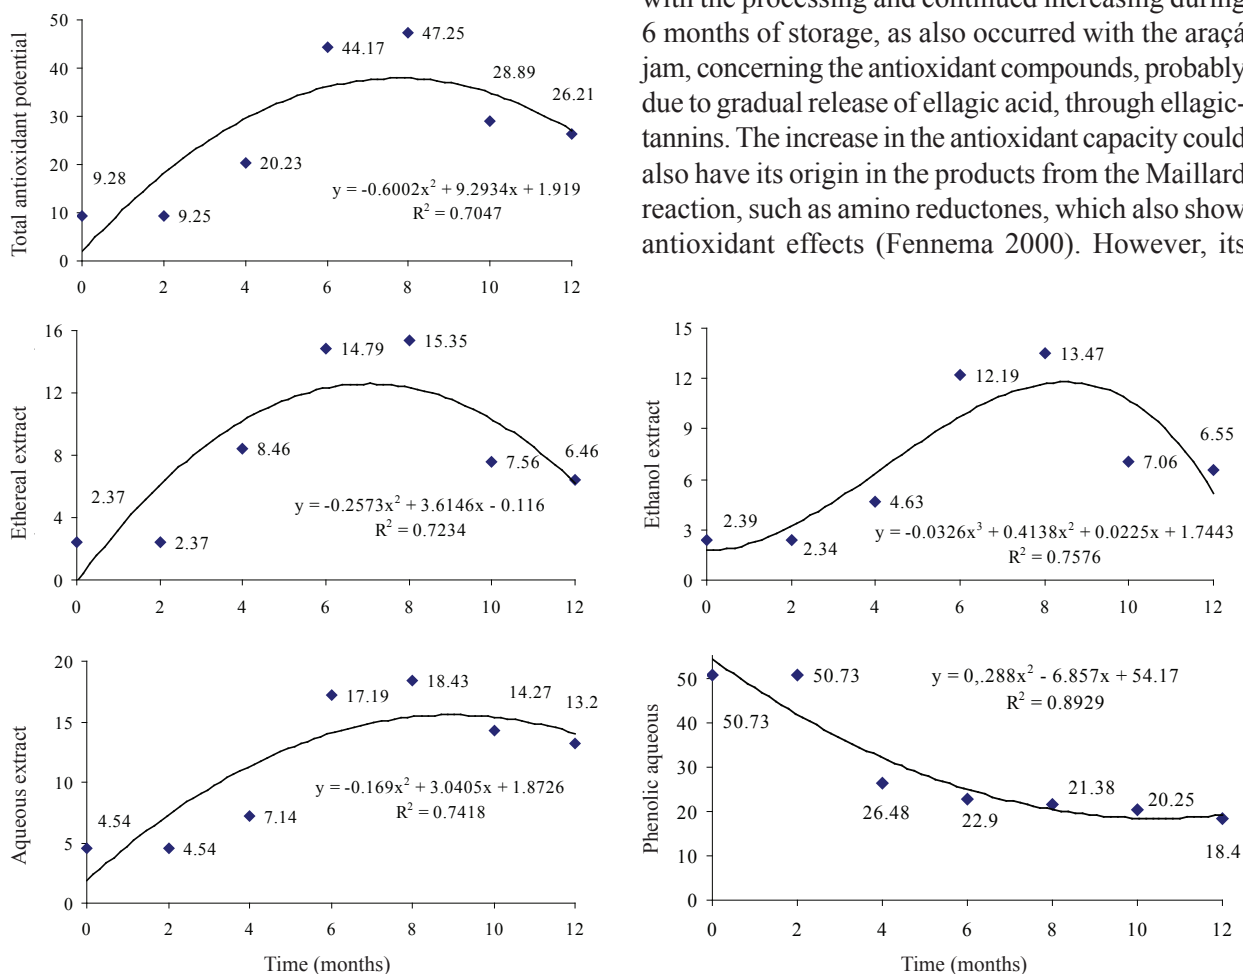 with the processing and continued increasing during
6 months of storage, as also occurred with the araçá
jam, concerning the antioxidant compounds, probably
due to gradual release of ellagic acid, through ellagic-
tannins. The increase in the antioxidant capacity could
also have its origin in the products from the Maillard
reaction, such as amino reductones, which also show
antioxidant effects (Fennema 2000). However, its
Total antioxidant potential
50
40
30
20
10
0
9.28
9.25
20.23
44.17
47.25
28.89
26.21
y = -0.6002x² + 9.2934x + 1.919
R² = 0.7047
0 2 4 6 8 10 12
Ethereal extract
16
12
8
4
0
2.37
2.37
8.46
14.79
15.35
7.56
6.46
y = -0.2573x² + 3.6146x - 0.116
R² = 0.7234
0 2 4 6 8 10 12
Ethanol extract
15
12
9
6
3
0
2.39
2.34
4.63
12.19
13.47
7.06
6.55
y = -0.0326x³ + 0.4138x² + 0.0225x + 1.7443
R² = 0.7576
0 2 4 6 8 10 12
Aqueous extract
20
15
10
5
0
4.54
4.54
7.14
17.19
18.43
14.27
13.2
y = -0.169x² + 3.0405x + 1.8726
R² = 0.7418
0 2 4 6 8 10 12
Time (months)
Phenolic aqueous
50
50
40
30
20
10
0
50.73
50.73
26.48
22.9
21.38
20.25
18.4
y = 0,.288x² - 6.857x + 54.17
R² = 0.8929
0 2 4 6 8 10 12
Time (months)